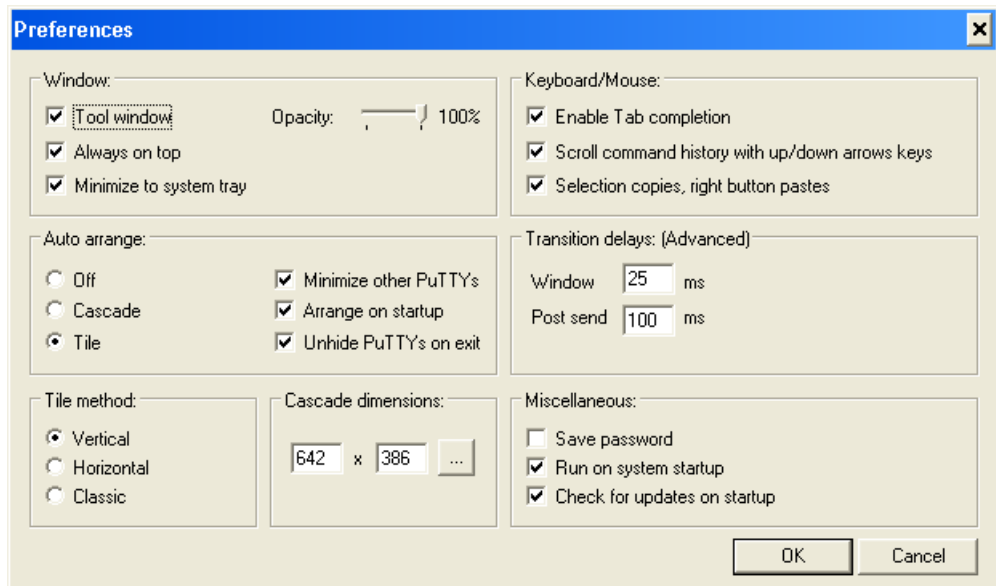 Preferences
Window:
Tool window
Opacity:
100%
Always on top
Minimize to system tray
Keyboard/Mouse:
Enable Tab completion
Scroll command history with up/down arrows keys
Selection copies, right button pastes
Auto arrange:
Off
Cascade
Tile
Minimize other PuTTY's
Arrange on startup
Unhide PuTTY's on exit
Transition delays: (Advanced)
Window 25 ms
Post send 100 ms
Tile method:
Vertical
Horizontal
Classic
Cascade dimensions:
642 x 386 ...
Miscellaneous:
Save password
Run on system startup
Check for updates on startup
OK
Cancel